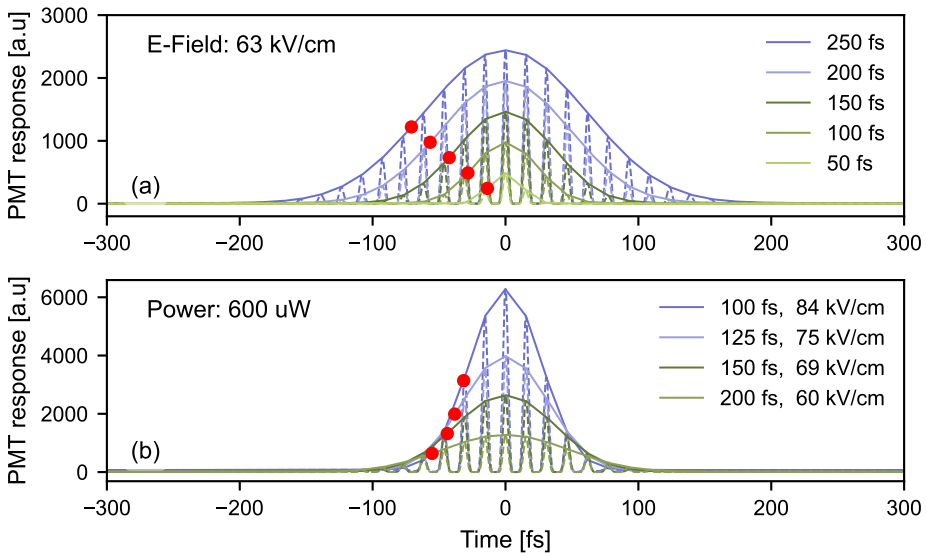 3000
2000
1000
0
PMT response [a.u]
E-Field: 63 kV/cm
(a)
250 fs
200 fs
150 fs
100 fs
50 fs
−300 −200 −100 0 100 200 300
6000
4000
2000
0
PMT response [a.u]
Power: 600 uW
(b)
100 fs, 84 kV/cm
125 fs, 75 kV/cm
150 fs, 69 kV/cm
200 fs, 60 kV/cm
−300 −200 −100 0 100 200 300
Time [fs]